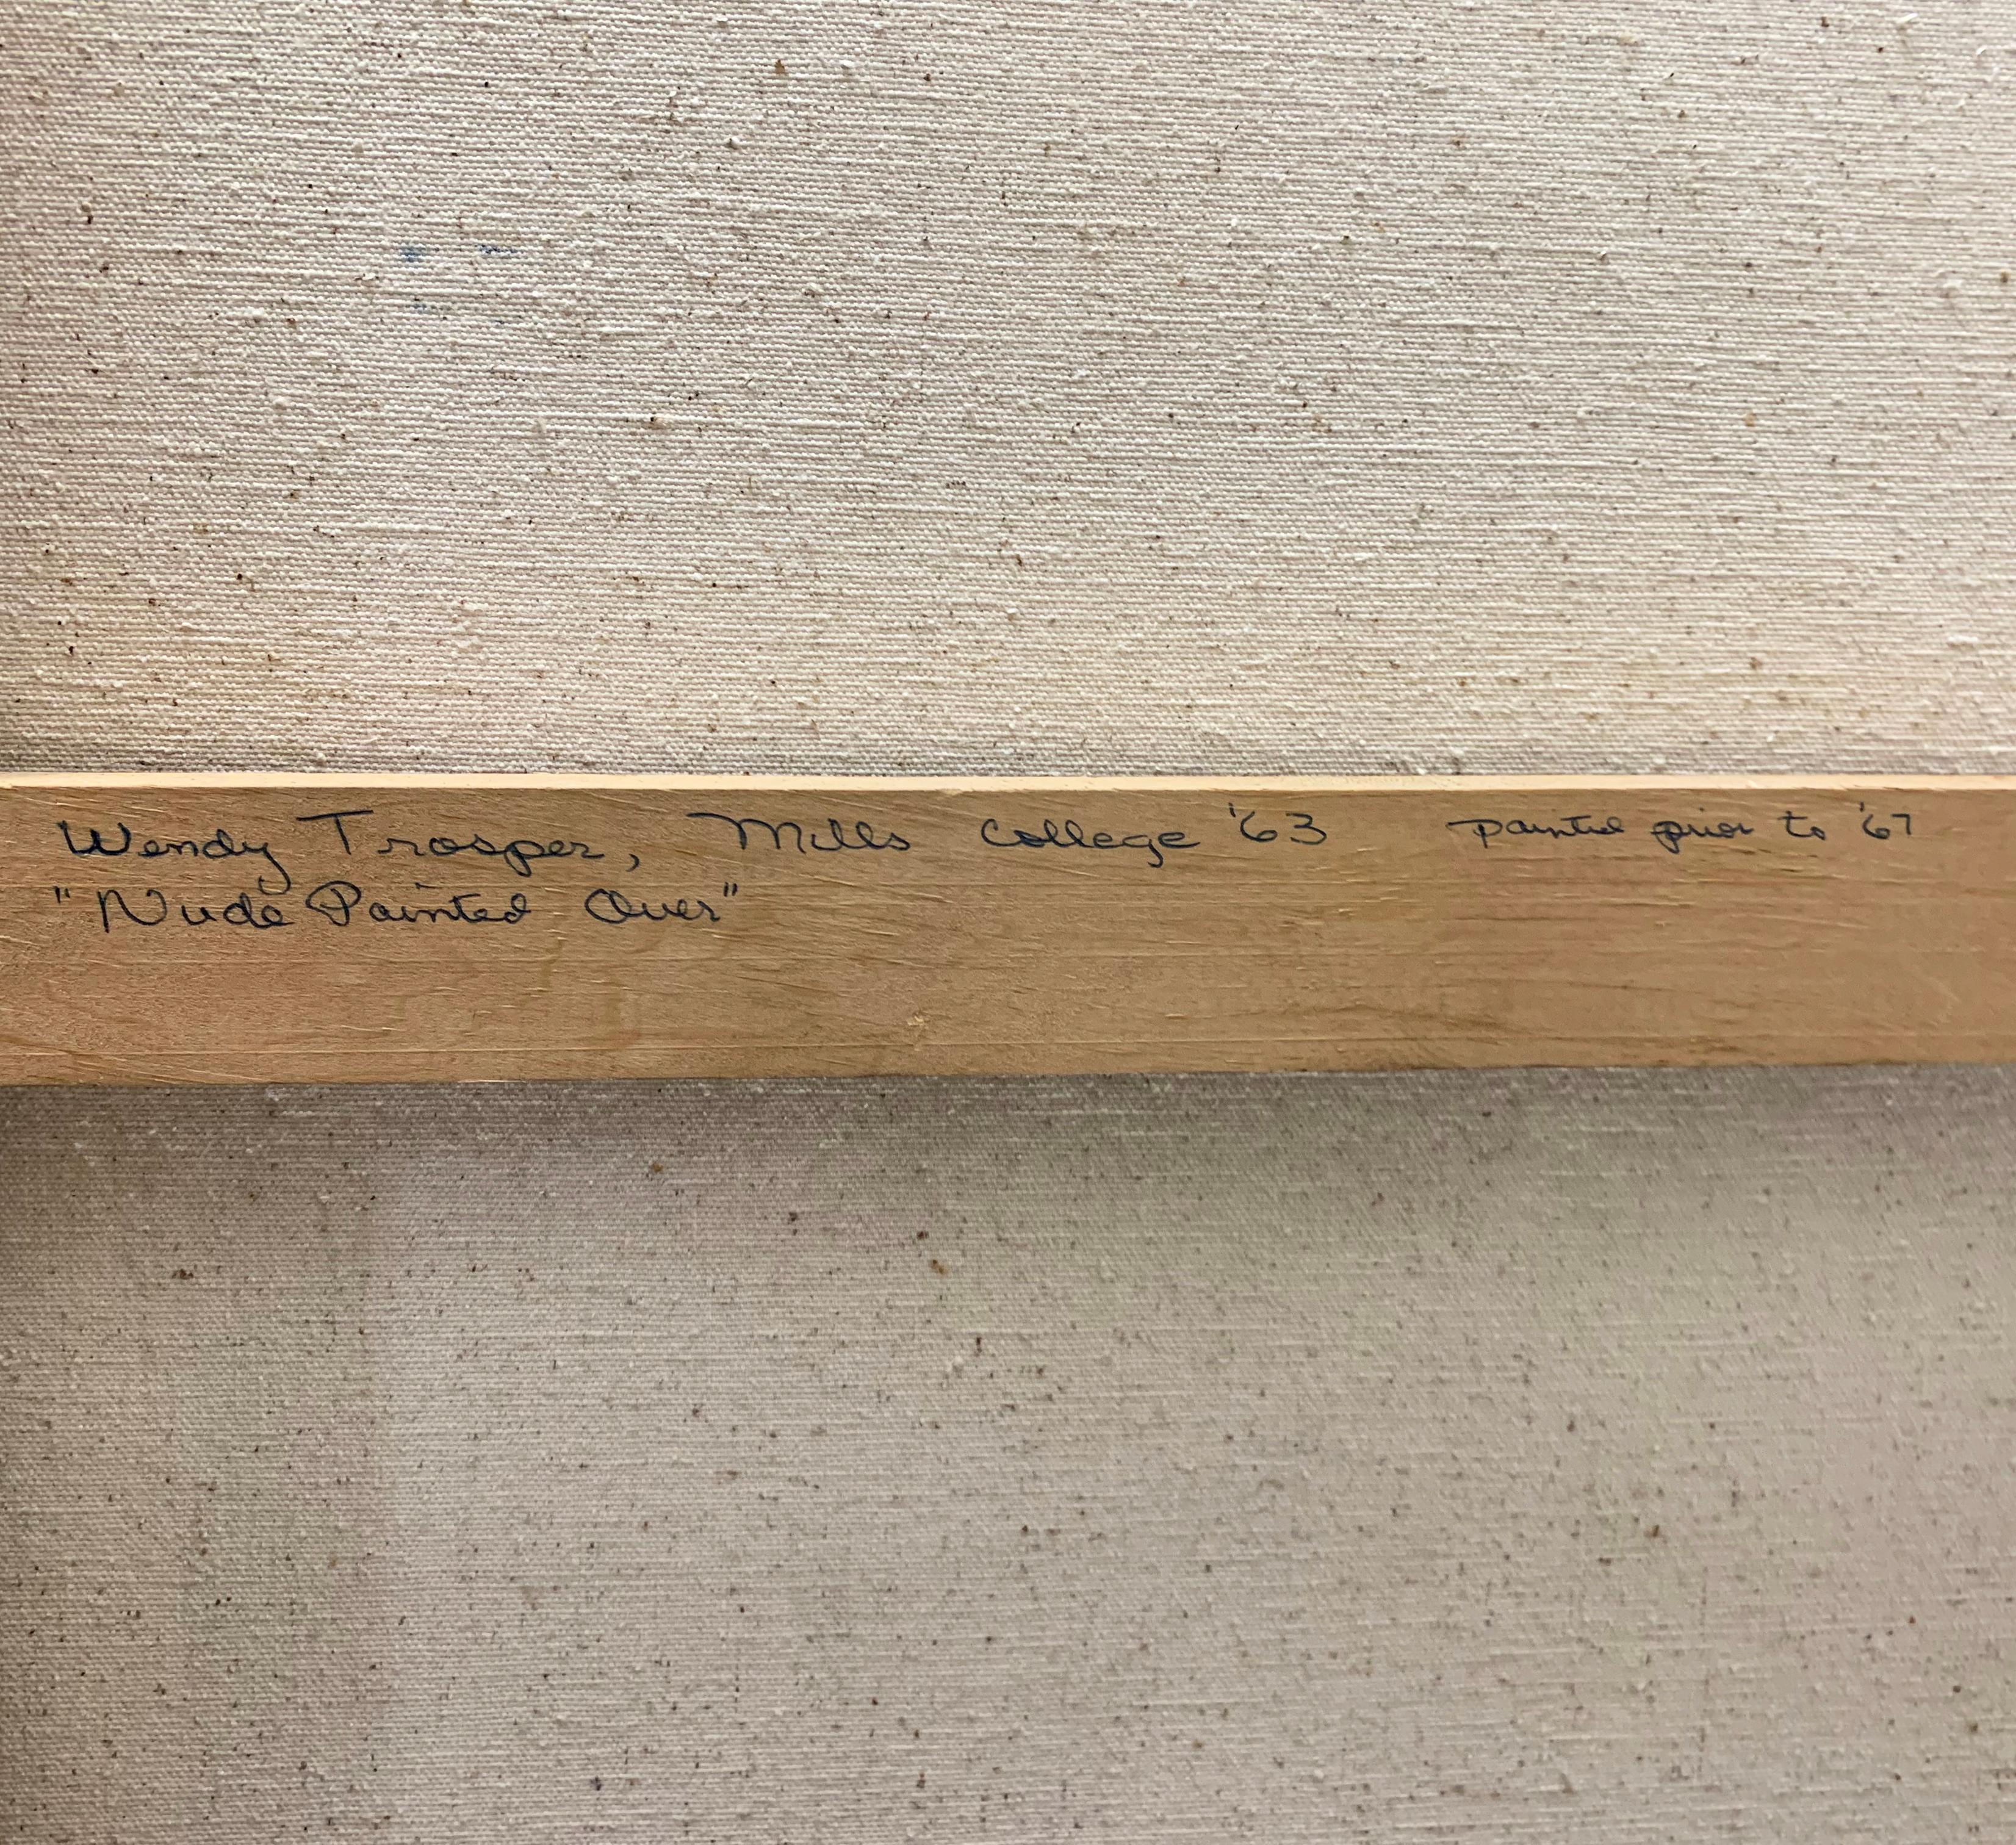 Wendy Trosper, Mills College '63 painted prior to '67
"Nude Painted Over"